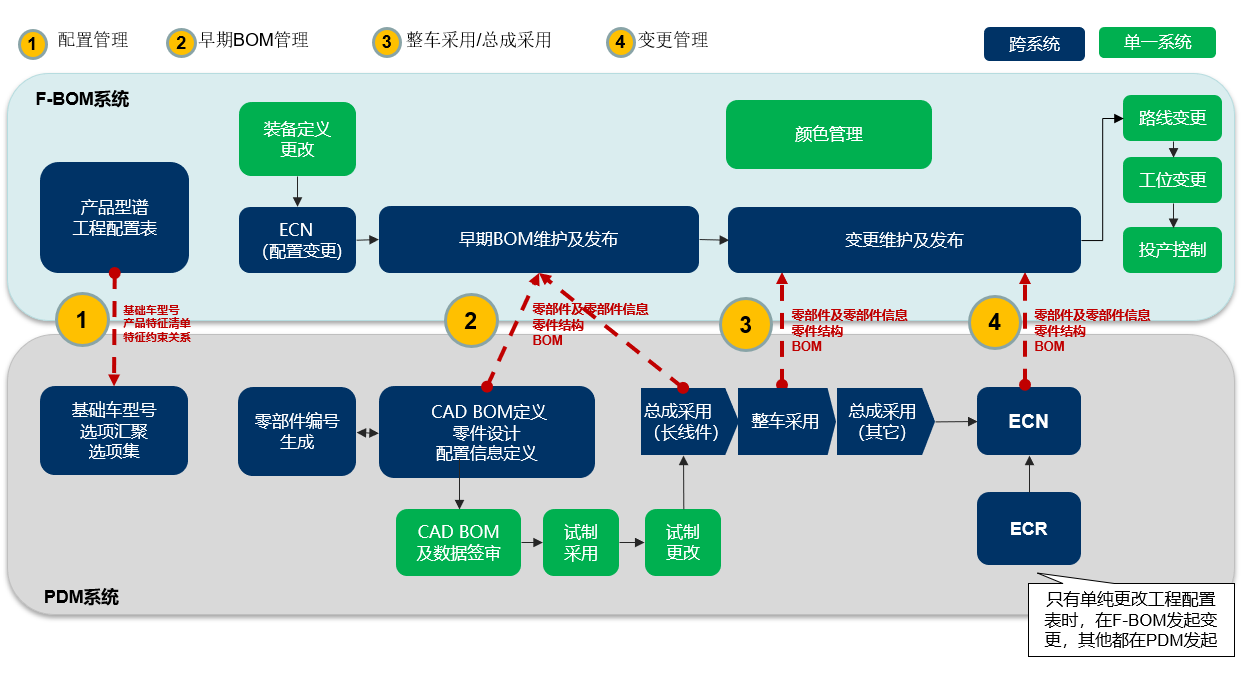 1 配置管理
2 早期BOM管理
3 整车采用/总成采用
4 变更管理
跨系统
单一系统
F-BOM系统
装备定义
更改
颜色管理
路线变更
产品型谱
工程配置表
ECN
(配置变更)
早期BOM维护及发布
变更维护及发布
工位变更
投产控制
1
基础车型号
产品特征清单
特征约束关系
2
零部件及零部件信息
零件结构
BOM
3
零部件及零部件信息
零件结构
BOM
4
零部件及零部件信息
零件结构
BOM
基础车型号
选项汇聚
选项集
零部件编号
生成
CAD BOM定义
零件设计
配置信息定义
总成采用
（长线件）
整车采用
总成采用
（其它）
ECN
CAD BOM
及数据签审
试制
采用
试制
更改
ECR
PDM系统
只有单纯更改工程配置
表时，在F-BOM发起变
更，其他都在PDM发起